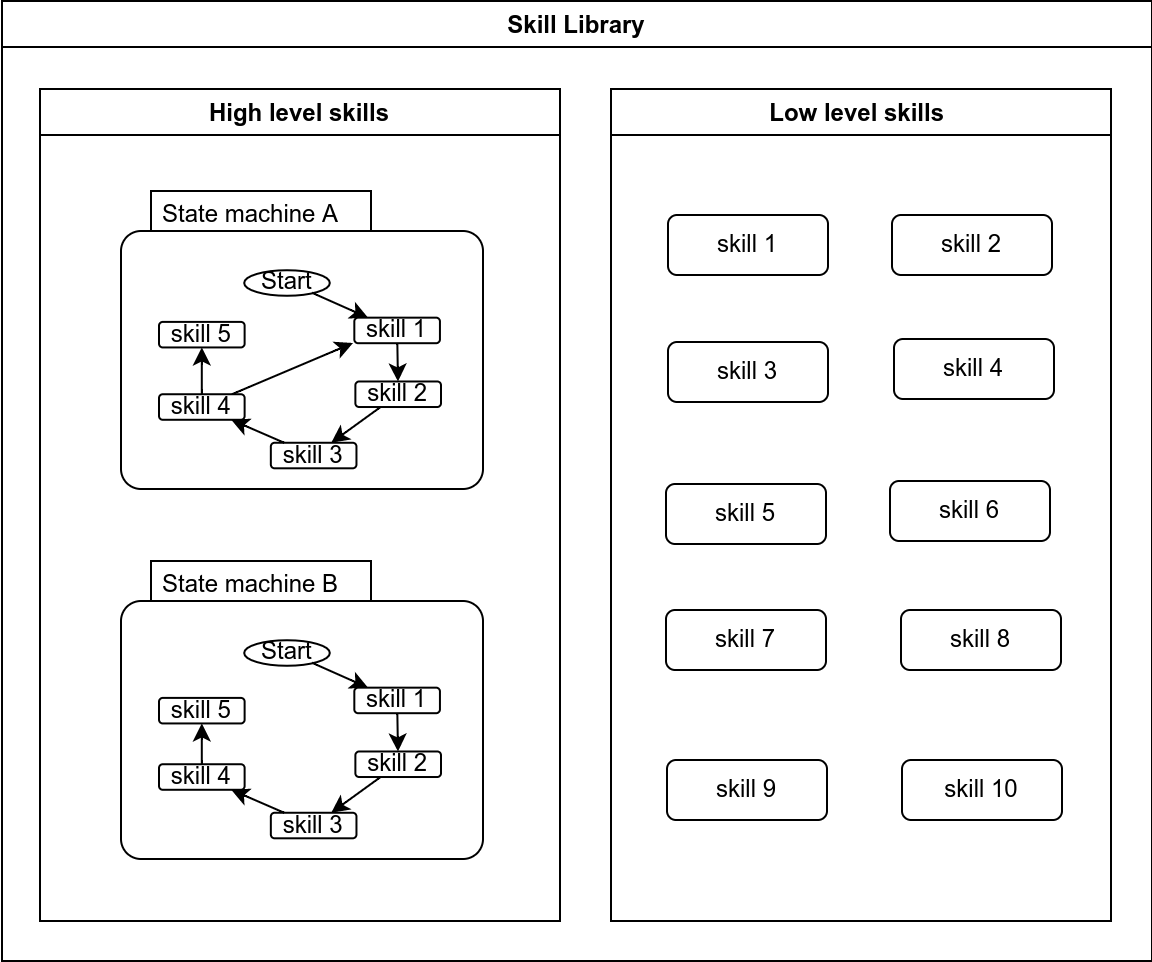 Skill Library
High level skills
State machine A
Start
skill 1
skill 5
skill 2
skill 4
skill 3
State machine B
Start
skill 1
skill 5
skill 2
skill 4
skill 3
Low level skills
skill 1
skill 2
skill 3
skill 4
skill 5
skill 6
skill 7
skill 8
skill 9
skill 10